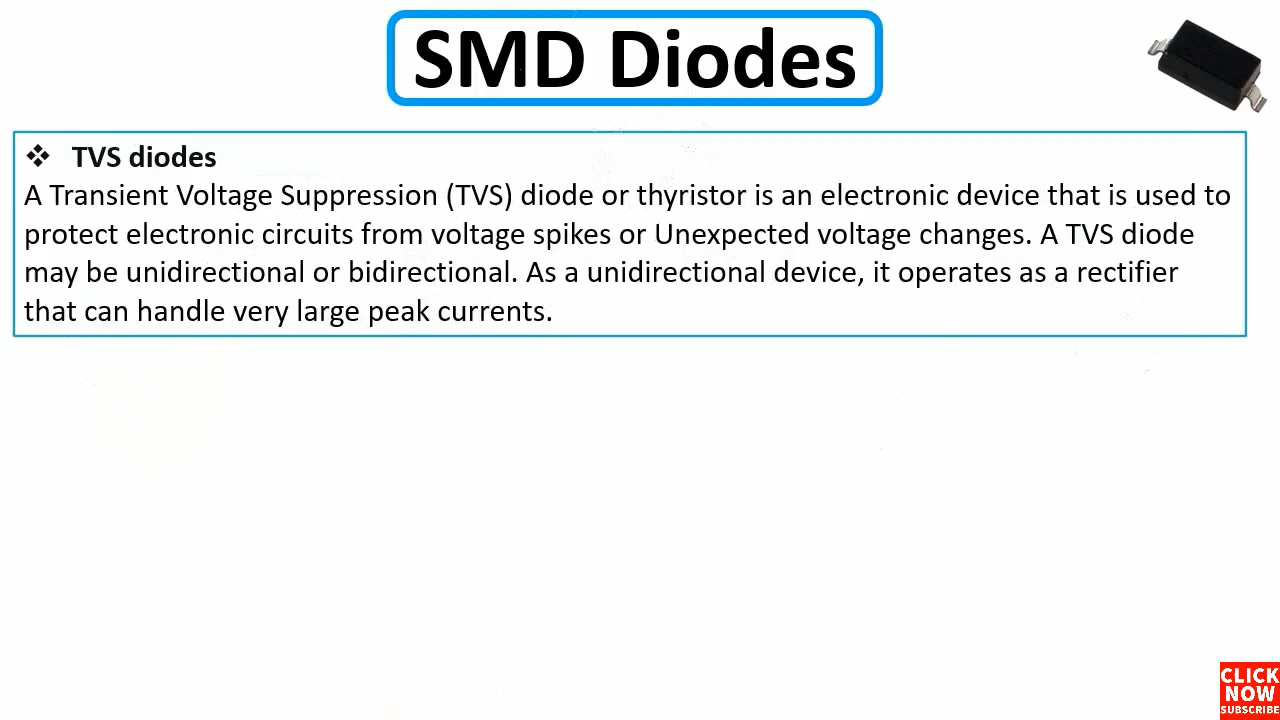 SMD Diodes
❖ TVS diodes
A Transient Voltage Suppression (TVS) diode or thyristor is an electronic device that is used to
protect electronic circuits from voltage spikes or Unexpected voltage changes. A TVS diode
may be unidirectional or bidirectional. As a unidirectional device, it operates as a rectifier
that can handle very large peak currents.
CLICK
NOW
SUBSCRIBE